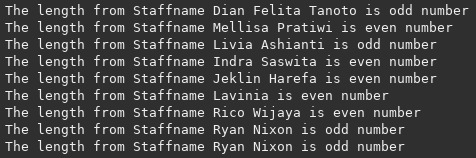 The length from Staffname Dian Felita Tanoto is odd number
The length from Staffname Mellisa Pratiwi is even number
The length from Staffname Livia Ashianti is odd number
The length from Staffname Indra Saswita is even number
The length from Staffname Jeklin Harefa is even number
The length from Staffname Lavinia is even number
The length from Staffname Rico Wijaya is even number
The length from Staffname Ryan Nixon is odd number
The length from Staffname Ryan Nixon is odd number